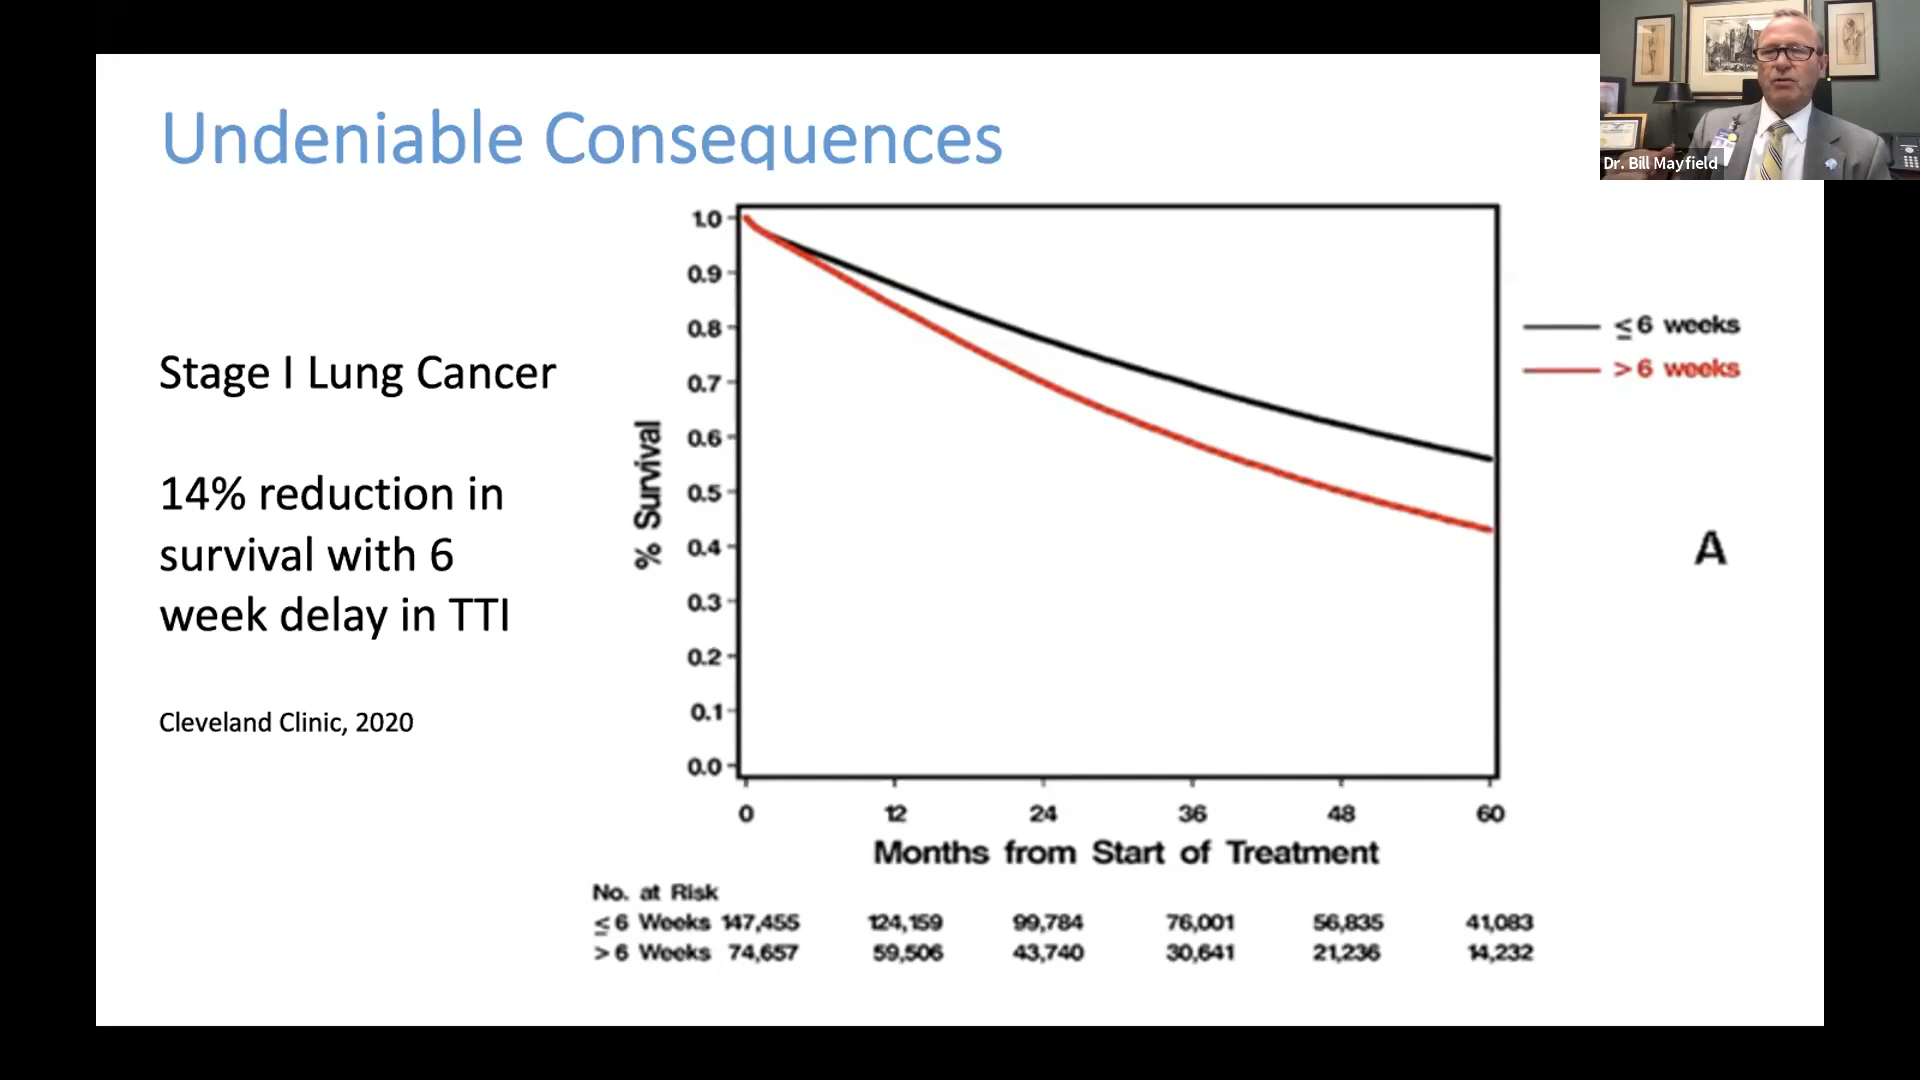 Undeniable Consequences
Dr. Bill Mayfield
Stage I Lung Cancer
14% reduction in
survival with 6
week delay in TTI
Cleveland Clinic, 2020
% Survival
1.0
0.9
0.8
0.7
0.6
0.5
0.4
0.3
0.2
0.1
0.0
0 12 24 36 48 60
Months from Start of Treatment
≤ 6 weeks
> 6 weeks
A
No. at Risk
≤ 6 Weeks 147,455 124,159 99,784 76,001 56,835 41,083
> 6 Weeks 74,657 59,506 43,740 30,641 21,236 14,232